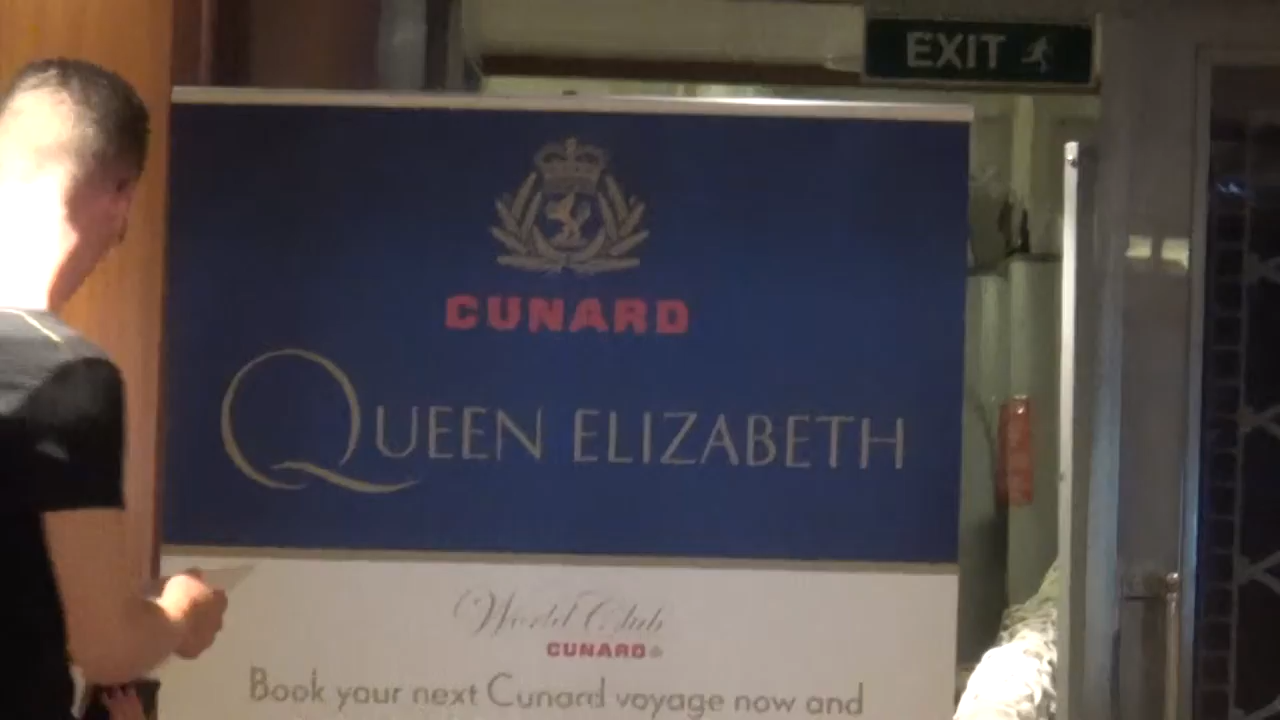 EXIT
CUNARD
QUEEN ELIZABETH
World Club
CUNARD
Book your next Cunard voyage now and